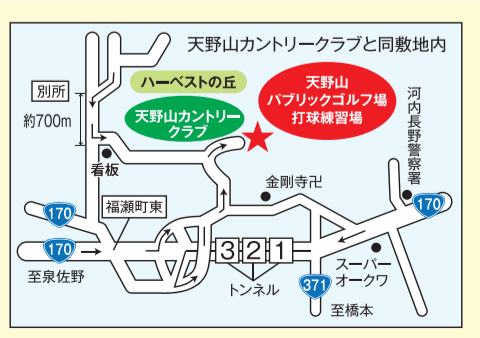 天野山カントリークラブと同敷地内
ハーベストの丘
天野山
パブリックゴルフ場
打球練習場
別所
約700m
天野山カントリー
クラブ
看板
河内長野警察署
金剛寺卍
170
福瀬町東
170
170
至泉佐野
3 2 1
トンネル
スーパー
オークワ
371
至橋本